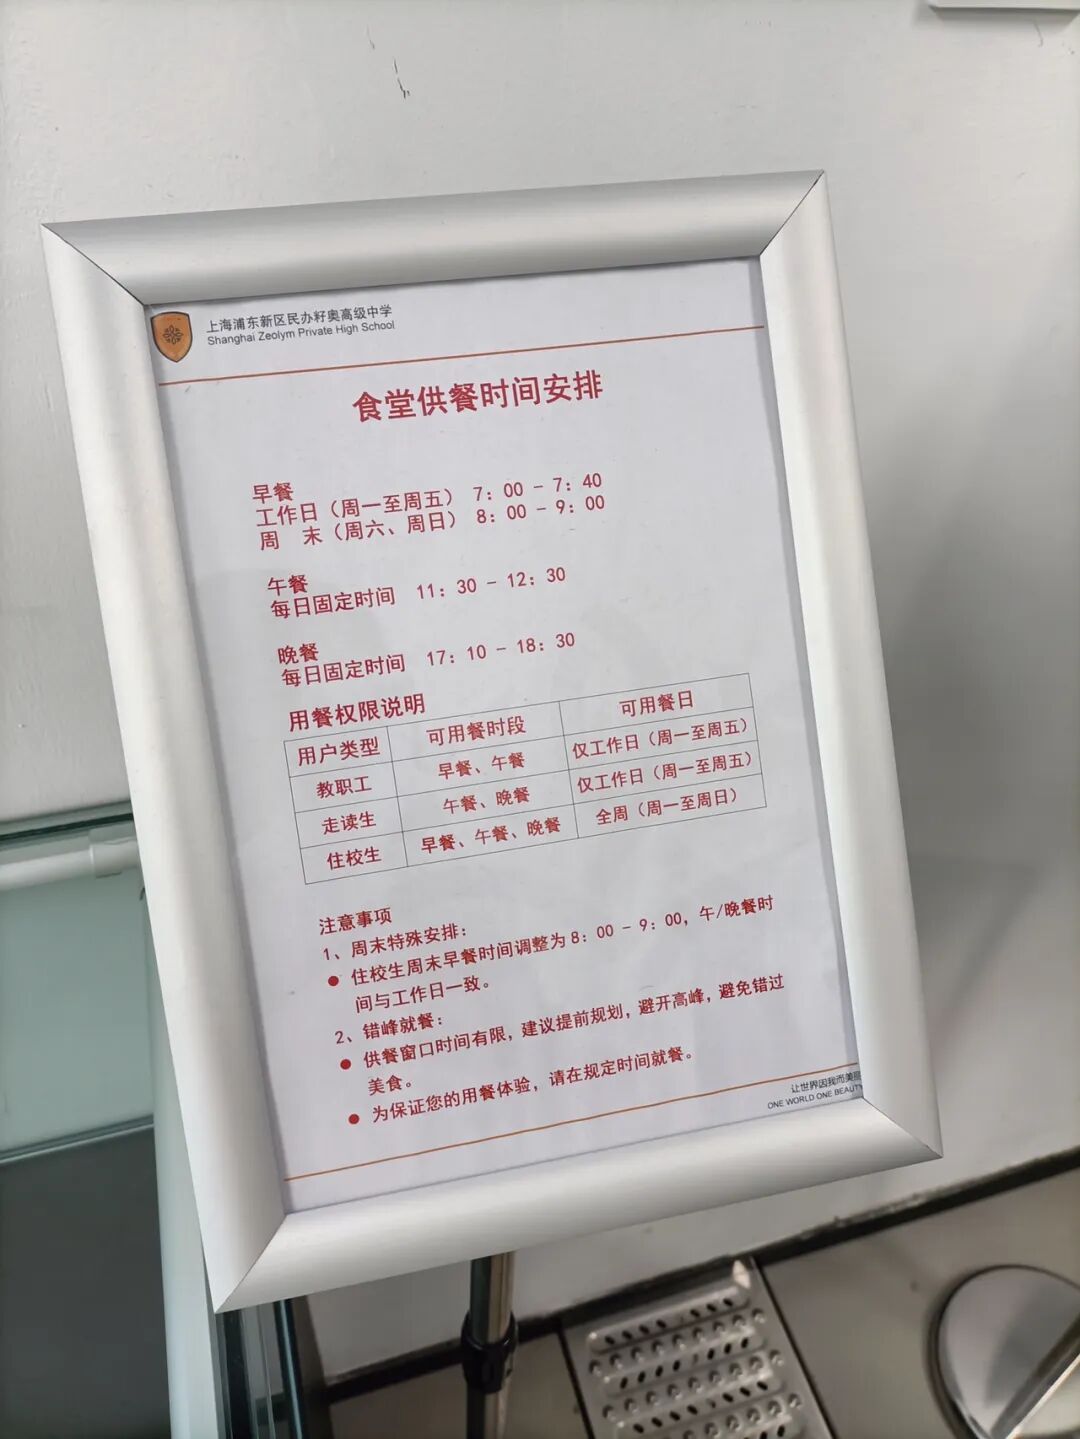 上海浦东新区民办籽奥高级中学
Shanghai Zeolym Private High School
食堂供餐时间安排
早餐
工作日（周一至周五） 7：00 - 7：40
周 末（周六、周日） 8：00 - 9：00
午餐
每日固定时间 11：30 - 12：30
晚餐
每日固定时间 17：10 - 18：30
用餐权限说明
用户类型 可用餐时段 可用餐日
教职工 早餐、午餐 仅工作日（周一至周五）
走读生 午餐、晚餐 仅工作日（周一至周五）
住校生 早餐、午餐、晚餐 全周（周一至周日）
注意事项
1、周末特殊安排：
● 住校生周末早餐时间调整为 8：00 - 9：00，午/晚餐时
间与工作日一致。
2、错峰就餐：
● 供餐窗口时间有限，建议提前规划，避开高峰，避免错过
美食。
● 为保证您的用餐体验，请在规定时间就餐。
让世界因我而美丽
ONE WORLD ONE BEAUTY